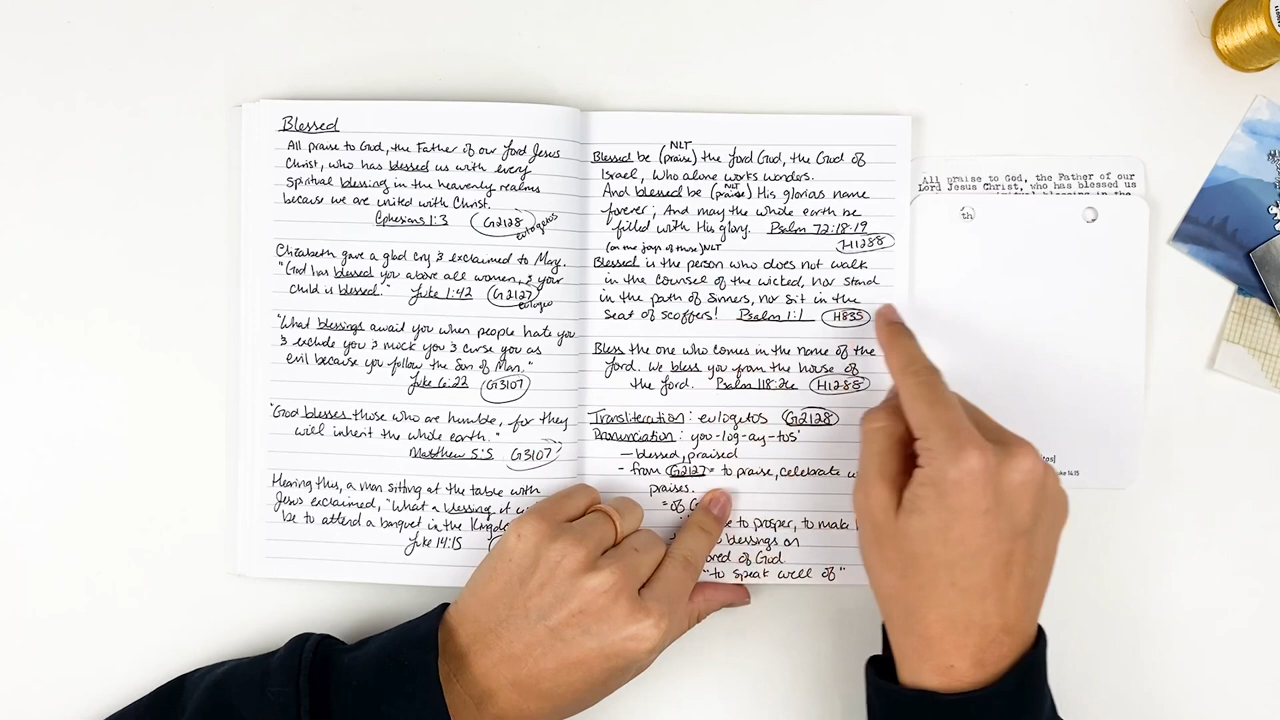 Blessed
All praise to God, the Father of our Lord Jesus
Christ, who has blessed us with every
spiritual blessing in the heavenly realms
because we are united with Christ.
Ephesians 1:3 G2128
eulogetos
Elizabeth gave a glad cry & exclaimed to Mary,
"God has blessed you above all women, & your
child is blessed." Luke 1:42 G2127
eulogeo
"What blessings await you when people hate you
& exclude you & mock you & curse you as
evil because you follow the Son of Man."
Luke 6:22 G3107
"God blesses those who are humble, for they
will inherit the whole earth."
Matthew 5:5 G3107
Hearing this, a man sitting at the table with
Jesus exclaimed, "What a blessing it
be to attend a banquet in the
Luke 14:15
NLT
Blessed be (praise) the Lord God, the God of
Israel, Who alone works wonders.
NLT
And blessed be (praise) His glorious name
forever; And may the whole earth be
filled with His glory. Psalm 72:18-19
H1288
(oh the joys of those) NLT
Blessed is the person who does not walk
in the counsel of the wicked, nor stand
in the path of sinners, nor sit in the
seat of scoffers! Psalm 1:1 H835
Bless the one who comes in the name of the
Lord. We bless you from the house of
the Lord. Psalm 118:26 H1288
Transliteration: eulogetos G2128
Pronunciation: yoo-log-ay-tos'
— blessed, praised
- from G2127 = to praise, celebrate w
praises.
= of G
to prosper, to make
blessings on
of God
"to speak well of"
All praise to God, the Father of our
Lord Jesus Christ, who has blessed us
th
14:15